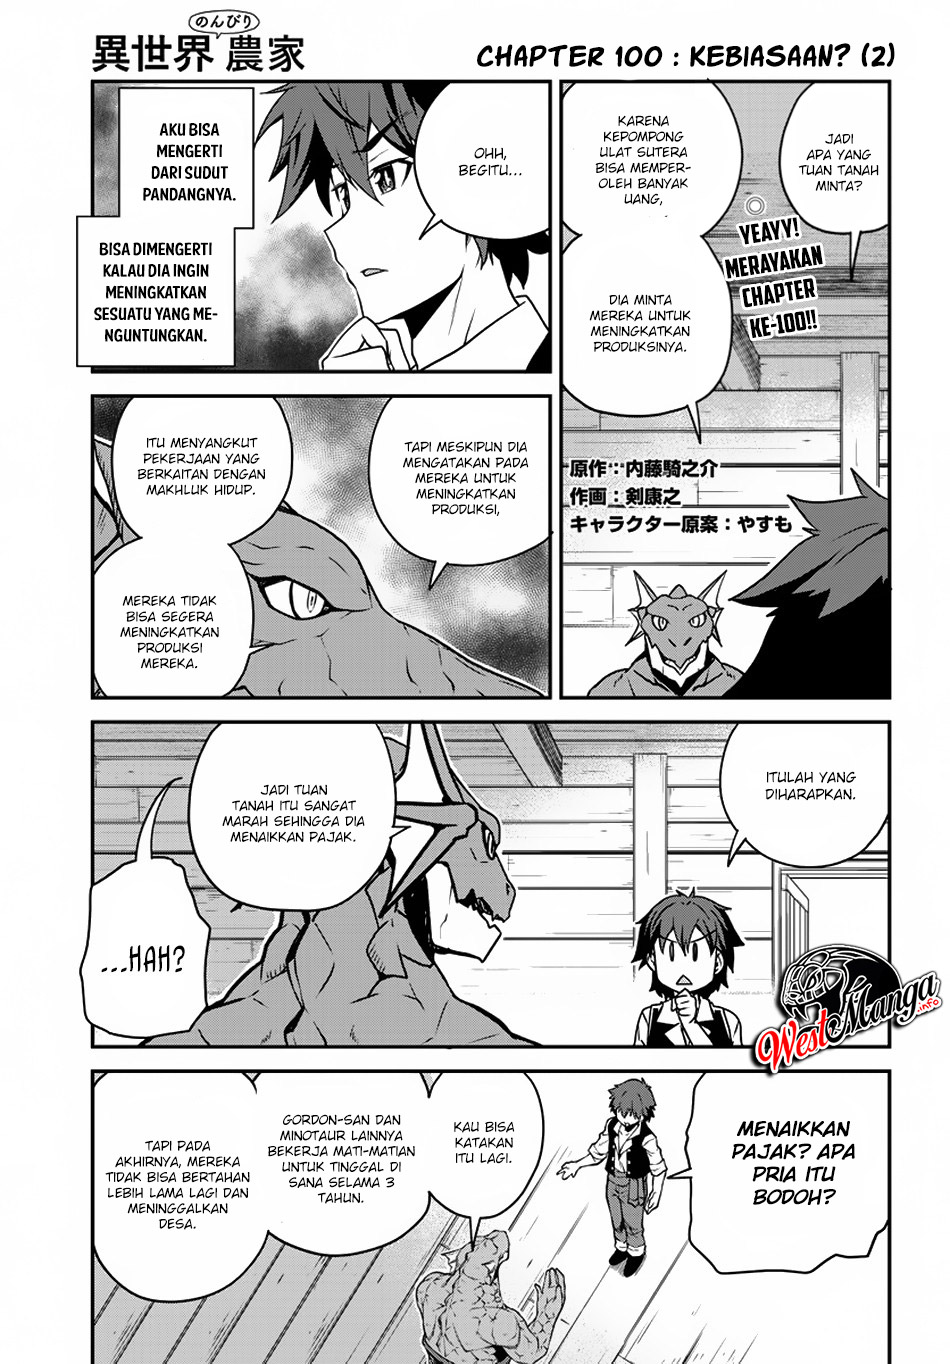 のんびり
異世界農家
CHAPTER 100 : KEBIASAAN? (2)
JADI
APA YANG
TUAN TANAH
MINTA?
YEAYY!
MERAYAKAN
CHAPTER
KE-100!!
KARENA
KEPOMPONG
ULAT SUTERA
BISA MEMPER-
OLEH BANYAK
UANG,
DIA MINTA
MEREKA UNTUK
MENINGKATKAN
PRODUKSINYA.
原作：内藤騎之介
作画：剣康之
キャラクター原案：やすも
OHH,
BEGITU...
AKU BISA
MENGERTI
DARI SUDUT
PANDANGNYA.
BISA DIMENGERTI
KALAU DIA INGIN
MENINGKATKAN
SESUATU YANG ME-
NGUNTUNGKAN.
TAPI MESKIPUN DIA
MENGATAKAN PADA
MEREKA UNTUK
MENINGKATKAN
PRODUKSI,
ITU MENYANGKUT
PEKERJAAN YANG
BERKAITAN DENGAN
MAKHLUK HIDUP.
MEREKA TIDAK
BISA SEGERA
MENINGKATKAN
PRODUKSI
MEREKA.
ITULAH YANG
DIHARAPKAN.
JADI TUAN
TANAH ITU SANGAT
MARAH SEHINGGA DIA
MENAIKKAN PAJAK.
...HAH?
WestManga
.info
MENAIKKAN
PAJAK? APA
PRIA ITU
BODOH?
KAU BISA
KATAKAN
ITU LAGI.
GORDON-SAN DAN
MINOTAUR LAINNYA
BEKERJA MATI-MATIAN
UNTUK TINGGAL DI
SANA SELAMA 3
TAHUN.
TAPI PADA
AKHIRNYA, MEREKA
TIDAK BISA BERTAHAN
LEBIH LAMA LAGI DAN
MENINGGALKAN
DESA.